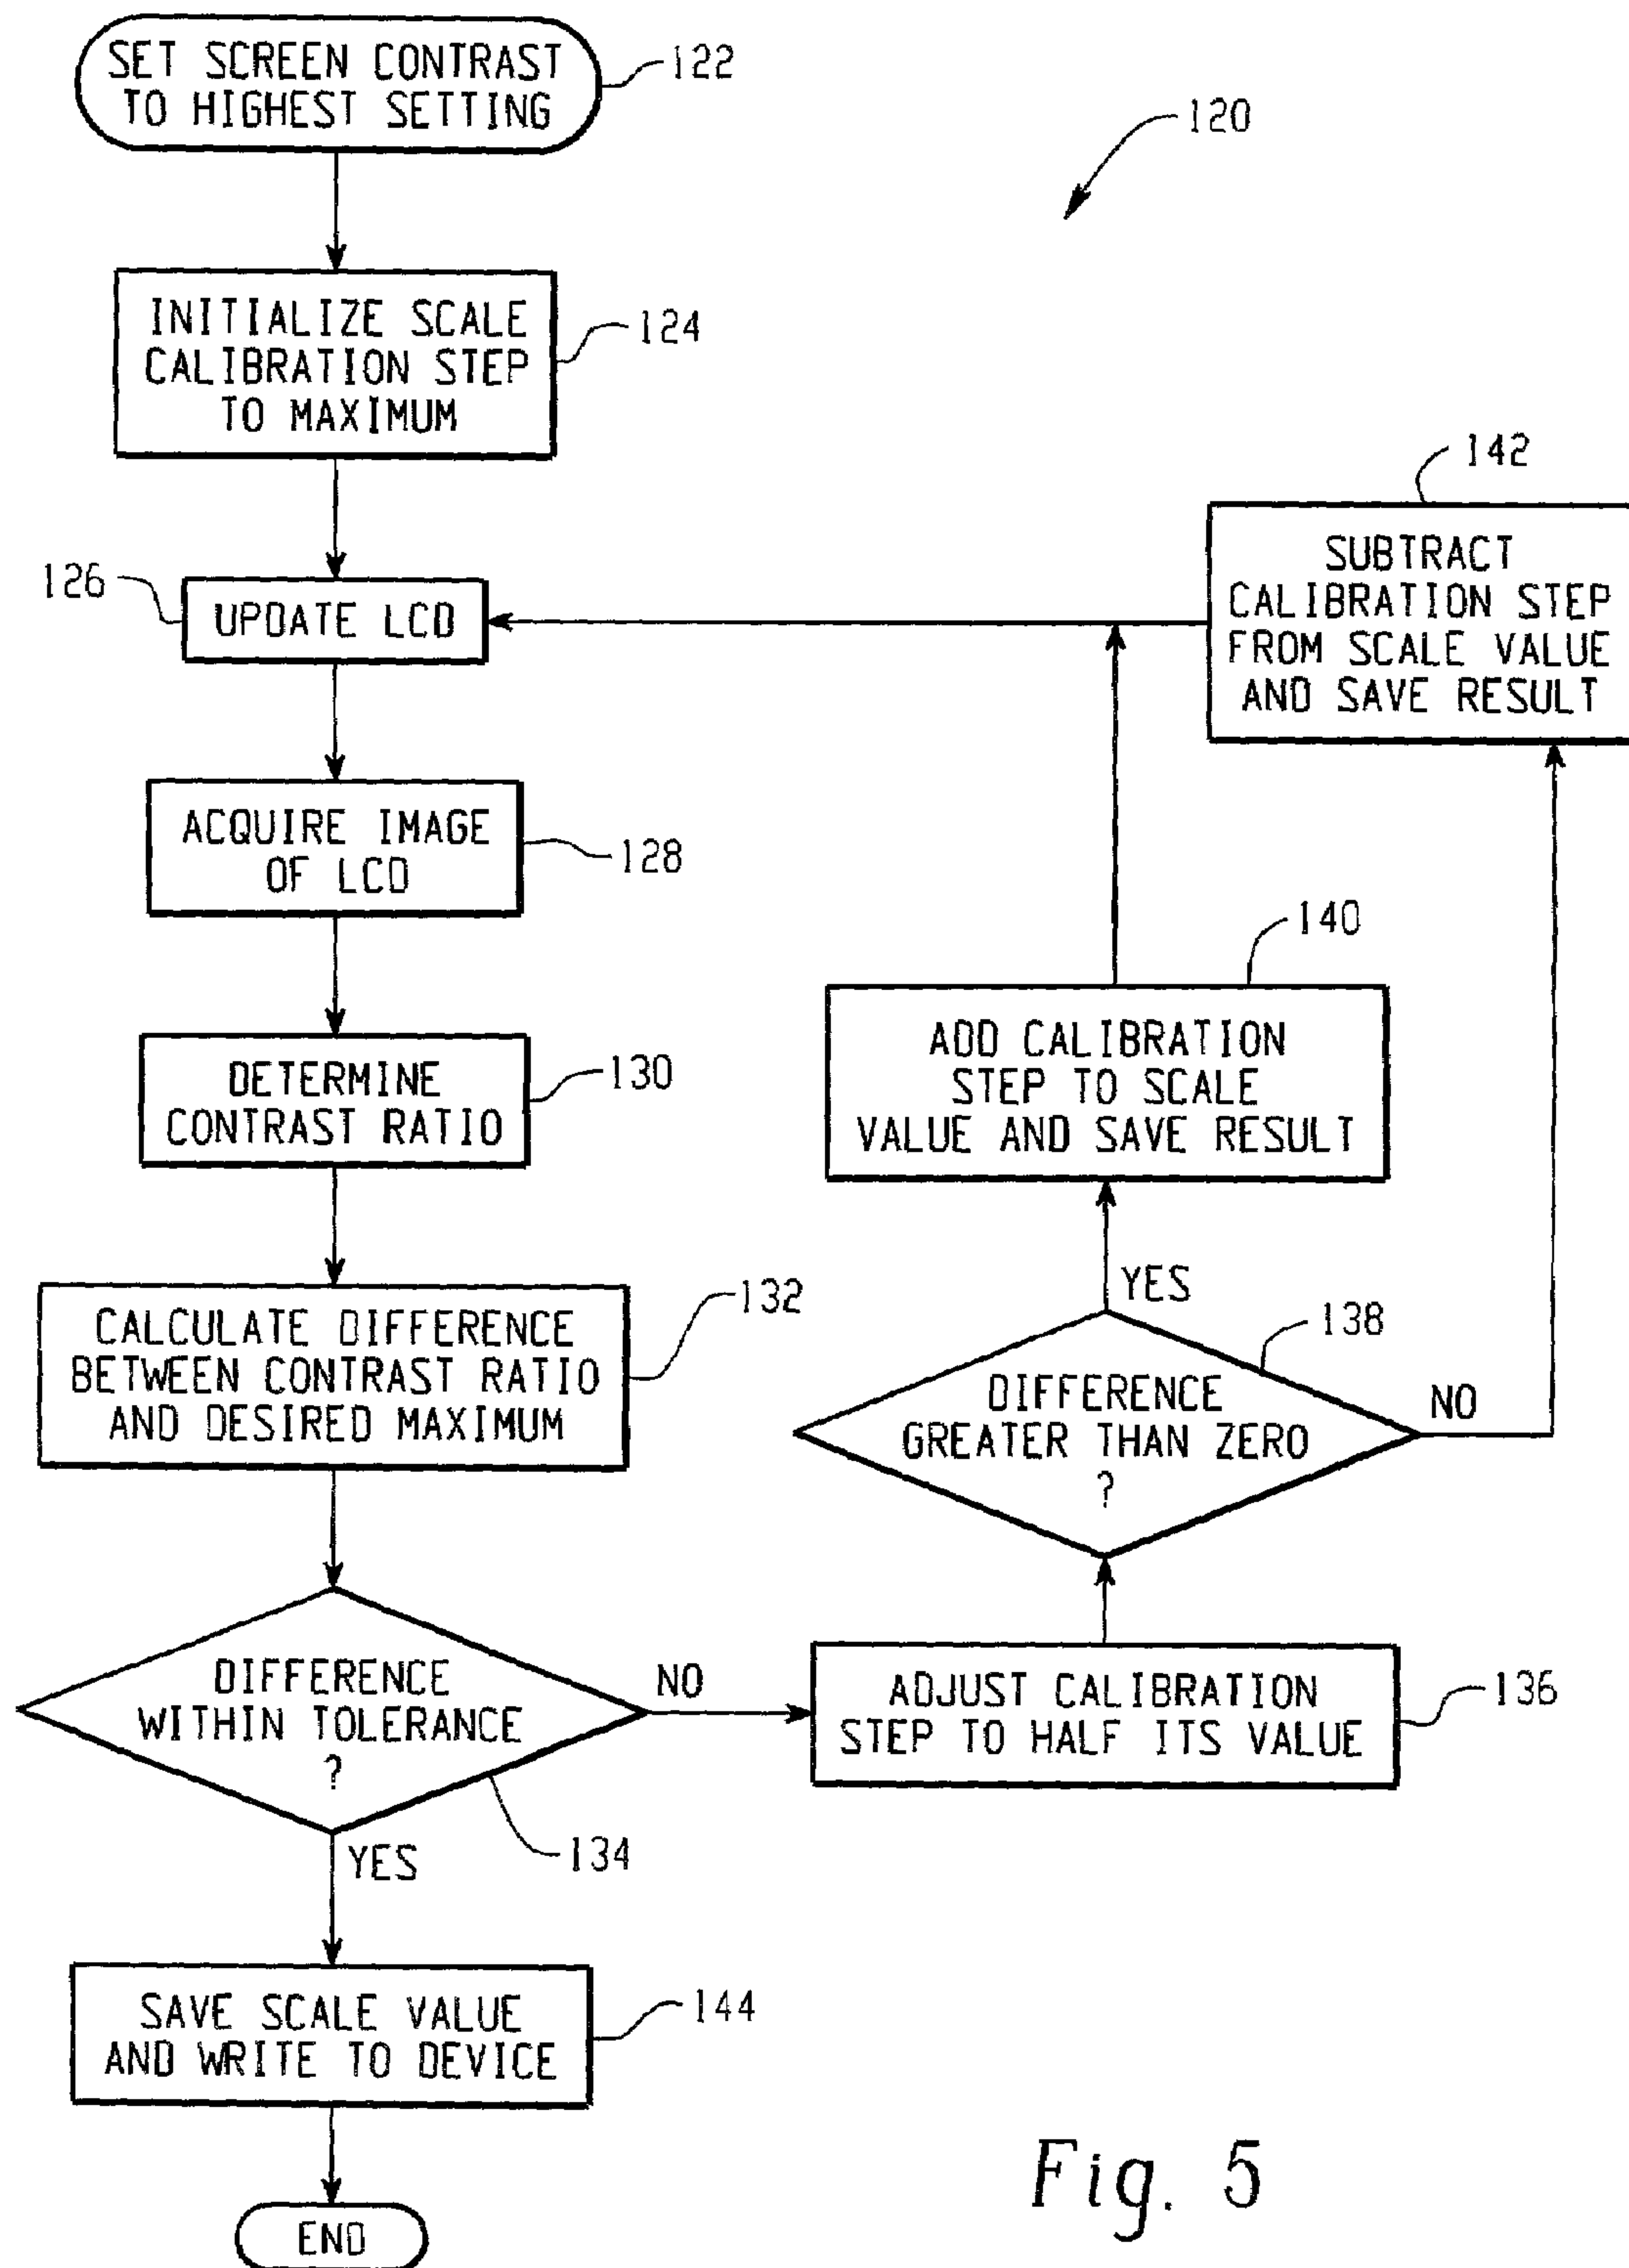 SET SCREEN CONTRAST
TO HIGHEST SETTING
122
120
INITIALIZE SCALE
CALIBRATION STEP
TO MAXIMUM
124
142
SUBTRACT
CALIBRATION STEP
FROM SCALE VALUE
AND SAVE RESULT
126
UPDATE LCD
ACQUIRE IMAGE
OF LCD
128
140
ADD CALIBRATION
STEP TO SCALE
VALUE AND SAVE RESULT
DETERMINE
CONTRAST RATIO
130
YES
CALCULATE DIFFERENCE
BETWEEN CONTRAST RATIO
AND DESIRED MAXIMUM
132
138
DIFFERENCE
GREATER THAN ZERO
?
NO
DIFFERENCE
WITHIN TOLERANCE
?
NO
134
YES
ADJUST CALIBRATION
STEP TO HALF ITS VALUE
136
SAVE SCALE VALUE
AND WRITE TO DEVICE
144
END
Fig. 5